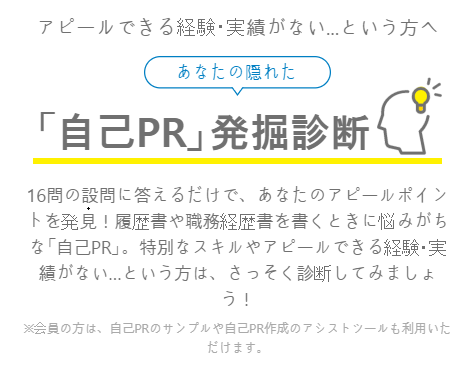 アピールできる経験･実績がない...という方へ
あなたの隠れた
「自己PR」発掘診断
16問の設問に答えるだけで、あなたのアピールポイン
トを発見！履歴書や職務経歴書を書くときに悩みがち
な「自己PR」。特別なスキルやアピールできる経験･実
績がない...という方は、さっそく診断してみましょ
う！
※会員の方は、自己PRのサンプルや自己PR作成のアシストツールも利用いた
だけます。